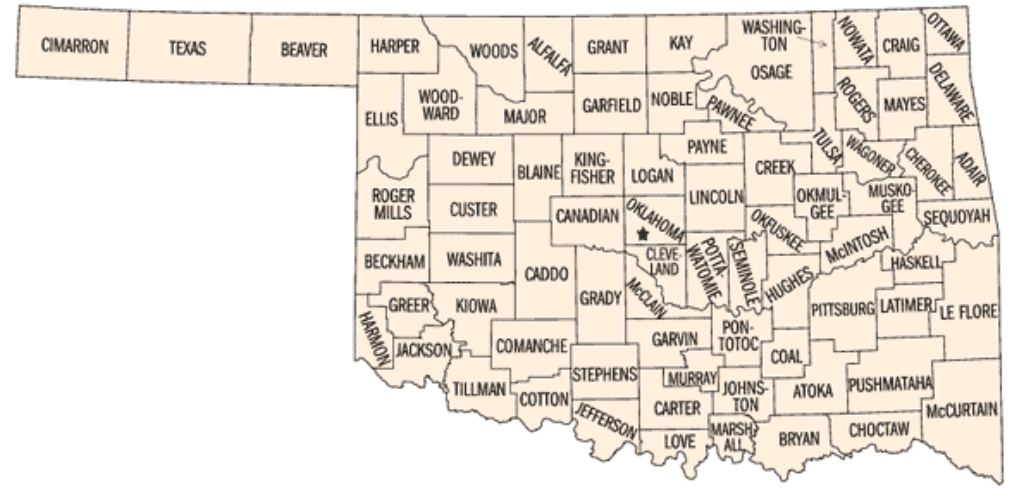 CIMARRON
TEXAS
BEAVER
HARPER
WOODS
ALFALFA
GRANT
KAY
WASHING-
TON
OSAGE
NOWATA
CRAIG
OTTAWA
ELLIS
WOOD-
WARD
MAJOR
GARFIELD
NOBLE
PAWNEE
ROGERS
MAYES
DELAWARE
DEWEY
BLAINE
KING-
FISHER
LOGAN
PAYNE
CREEK
TULSA
WAGONER
CHEROKEE
ADAIR
ROGER
MILLS
CUSTER
CANADIAN
OKLAHOMA
LINCOLN
OKFUSKEE
OKMUL-
GEE
MUSKO-
GEE
SEQUOYAH
BECKHAM
WASHITA
CADDO
GRADY
CLEVE-
LAND
McCLAIN
POTTA-
WATOMIE
SEMINOLE
HUGHES
McINTOSH
HASKELL
GREER
KIOWA
PITTSBURG
LATIMER
LE FLORE
HARMON
JACKSON
COMANCHE
GARVIN
PON-
TOTOC
COAL
TILLMAN
COTTON
STEPHENS
MURRAY
JOHNS-
TON
ATOKA
PUSHMATAHA
McCURTAIN
JEFFERSON
CARTER
LOVE
MARSH-
ALL
BRYAN
CHOCTAW